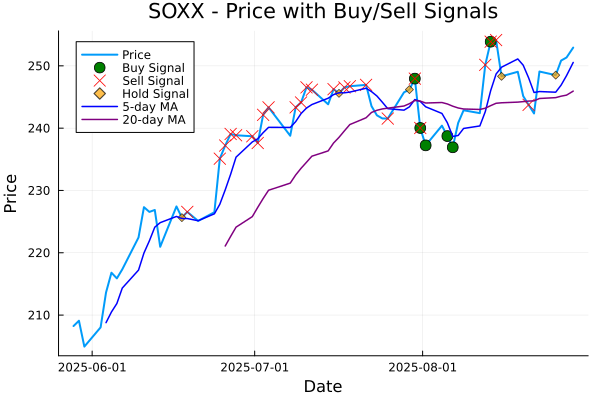 SOXX - Price with Buy/Sell Signals
Price
Buy Signal
Sell Signal
Hold Signal
5-day MA
20-day MA
250
240
230
220
210
Price
2025-06-01
2025-07-01
2025-08-01
Date